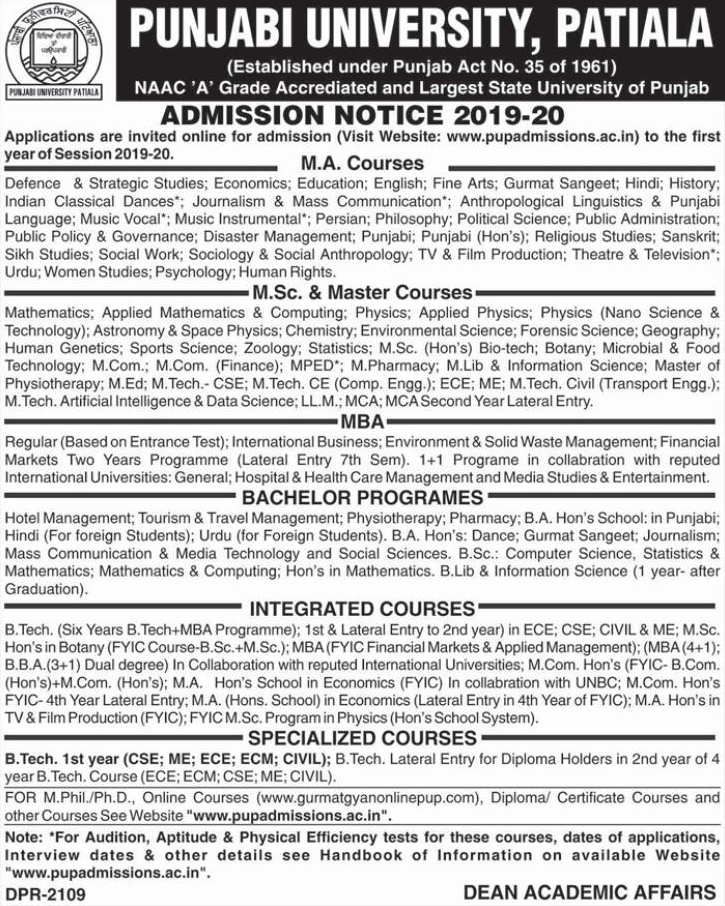 ਪੰਜਾਬੀ ਯੂਨੀਵਰਸਿਟੀ ਪਟਿਆਲਾ
ਵਿਦਿਆ ਵੀਚਾਰੀ
ਤਾਂ
ਪਰਉਪਕਾਰੀ
PUNJABI UNIVERSITY PATIALA
PUNJABI UNIVERSITY, PATIALA
(Established under Punjab Act No. 35 of 1961)
NAAC 'A' Grade Accrediated and Largest State University of Punjab
ADMISSION NOTICE 2019-20
Applications are invited online for admission (Visit Website: www.pupadmissions.ac.in) to the first
year of Session 2019-20.
M.A. Courses
Defence & Strategic Studies; Economics; Education; English; Fine Arts; Gurmat Sangeet; Hindi; History;
Indian Classical Dances*; Journalism & Mass Communication*; Anthropological Linguistics & Punjabi
Language; Music Vocal*; Music Instrumental*; Persian; Philosophy; Political Science; Public Administration;
Public Policy & Governance; Disaster Management; Punjabi; Punjabi (Hon's); Religious Studies; Sanskrit;
Sikh Studies; Social Work; Sociology & Social Anthropology; TV & Film Production; Theatre & Television*;
Urdu; Women Studies; Psychology; Human Rights.
M.Sc. & Master Courses
Mathematics; Applied Mathematics & Computing; Physics; Applied Physics; Physics (Nano Science &
Technology); Astronomy & Space Physics; Chemistry; Environmental Science; Forensic Science; Geography;
Human Genetics; Sports Science; Zoology; Statistics; M.Sc. (Hon's) Bio-tech; Botany; Microbial & Food
Technology; M.Com.; M.Com. (Finance); MPED*; M.Pharmacy; M.Lib & Information Science; Master of
Physiotherapy; M.Ed; M.Tech.- CSE; M.Tech. CE (Comp. Engg.); ECE; ME; M.Tech. Civil (Transport Engg.);
M.Tech. Artificial Intelligence & Data Science; LL.M.; MCA; MCA Second Year Lateral Entry.
MBA
Regular (Based on Entrance Test); International Business; Environment & Solid Waste Management; Financial
Markets Two Years Programme (Lateral Entry 7th Sem). 1+1 Programe in collabration with reputed
International Universities: General; Hospital & Health Care Management and Media Studies & Entertainment.
BACHELOR PROGRAMES
Hotel Management; Tourism & Travel Management; Physiotherapy; Pharmacy; B.A. Hon's School: in Punjabi;
Hindi (For foreign Students); Urdu (for Foreign Students). B.A. Hon's: Dance; Gurmat Sangeet; Journalism;
Mass Communication & Media Technology and Social Sciences. B.Sc.: Computer Science, Statistics &
Mathematics; Mathematics & Computing; Hon's in Mathematics. B.Lib & Information Science (1 year- after
Graduation).
INTEGRATED COURSES
B.Tech. (Six Years B.Tech+MBA Programme); 1st & Lateral Entry to 2nd year) in ECE; CSE; CIVIL & ME; M.Sc.
Hon's in Botany (FYIC Course-B.Sc.+M.Sc.); MBA (FYIC Financial Markets & Applied Management); (MBA (4+1);
B.B.A.(3+1) Dual degree) In Collaboration with reputed International Universities; M.Com. Hon's (FYIC- B.Com.
(Hon's)+M.Com. (Hon's); M.A. Hon's School in Economics (FYIC) In collabration with UNBC; M.Com. Hon's
FYIC- 4th Year Lateral Entry; M.A. (Hons. School) in Economics (Lateral Entry in 4th Year of FYIC); M.A. Hon's in
TV & Film Production (FYIC); FYIC M.Sc. Program in Physics (Hon's School System).
SPECIALIZED COURSES
B.Tech. 1st year (CSE; ME; ECE; ECM; CIVIL); B.Tech. Lateral Entry for Diploma Holders in 2nd year of 4
year B.Tech. Course (ECE; ECM; CSE; ME; CIVIL).
FOR M.Phil./Ph.D., Online Courses (www.gurmatgyanonlinepup.com), Diploma/ Certificate Courses and
other Courses See Website "www.pupadmissions.ac.in".
Note: *For Audition, Aptitude & Physical Efficiency tests for these courses, dates of applications,
Interview dates & other details see Handbook of Information on available Website
"www.pupadmissions.ac.in".
DPR-2109
DEAN ACADEMIC AFFAIRS